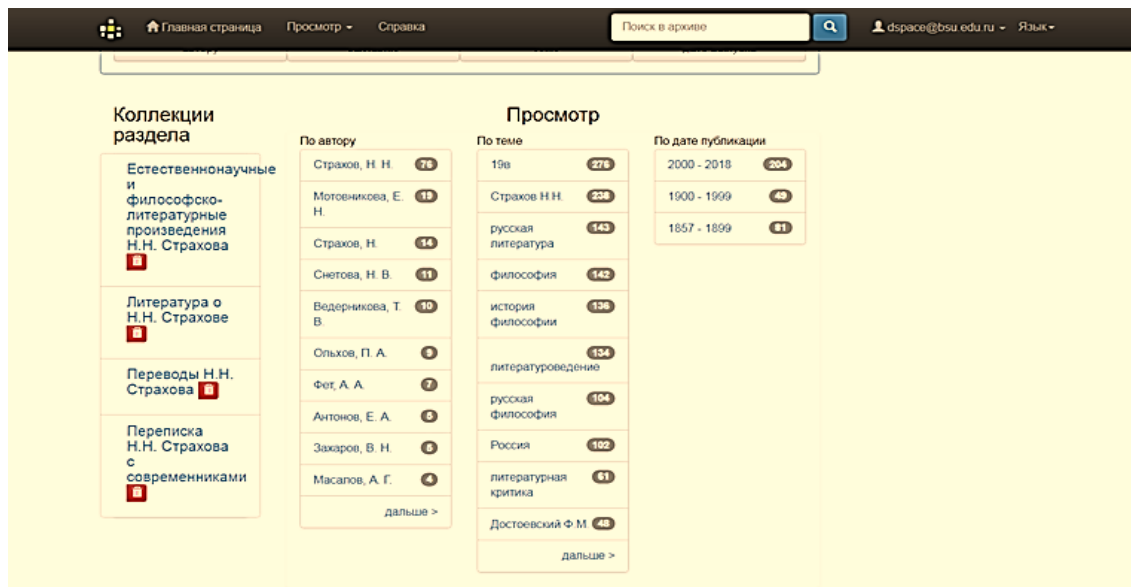 Главная страница Просмотр Справка Поиск в архиве dspace@bsu.edu.ru Язык
Коллекции
раздела
Естественнонаучные
и
философско-
литературные
произведения
Н.Н. Страхова
Литература о
Н.Н. Страхове
Переводы Н.Н.
Страхова
Переписка
Н.Н. Страхова
с
современниками
Просмотр
По автору
Страхов, Н. Н. 76
Мотовникова, Е. 19
Н.
Страхов, Н. 14
Снетова, Н. В. 11
Ведерникова, Т. 10
В.
Ольхов, П. А. 9
Фет, А. А. 7
Антонов, Е. А. 5
Захаров, В. Н. 5
Масалов, А. Г. 4
дальше >
По теме
19в 276
Страхов Н.Н. 238
русская 143
литература
философия 142
история 136
философии
134
литературоведение
русская 104
философия
Россия 102
литературная 61
критика
Достоевский Ф.М. 48
дальше >
По дате публикации
2000 - 2018 204
1900 - 1999 49
1857 - 1899 81